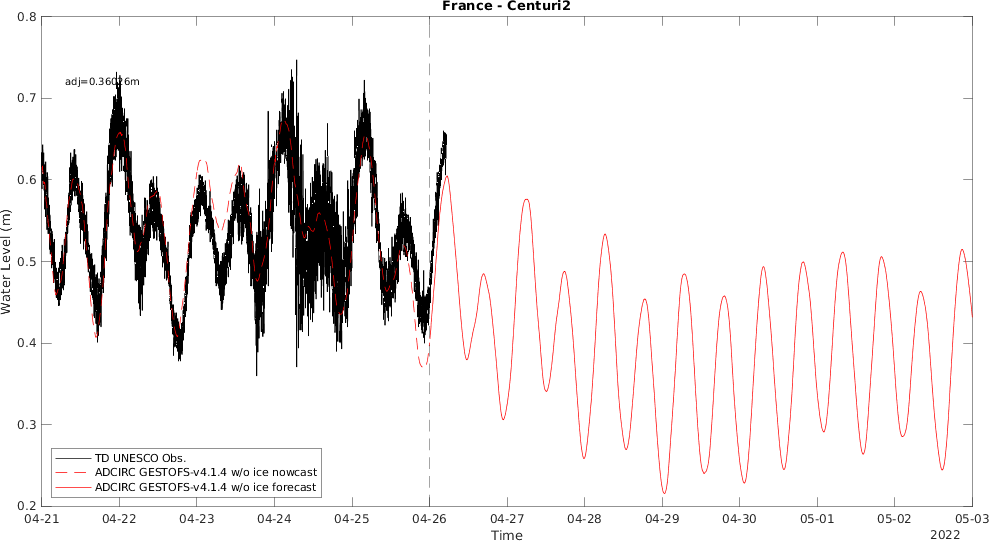 France - Centuri2
0.8
0.7
0.6
0.5
0.4
0.3
0.2
Water Level (m)
adj=0.36026m
TD UNESCO Obs.
ADCIRC GESTOFS-v4.1.4 w/o ice nowcast
ADCIRC GESTOFS-v4.1.4 w/o ice forecast
04-21 04-22 04-23 04-24 04-25 04-26 04-27 04-28 04-29 04-30 05-01 05-02 05-03
Time
2022